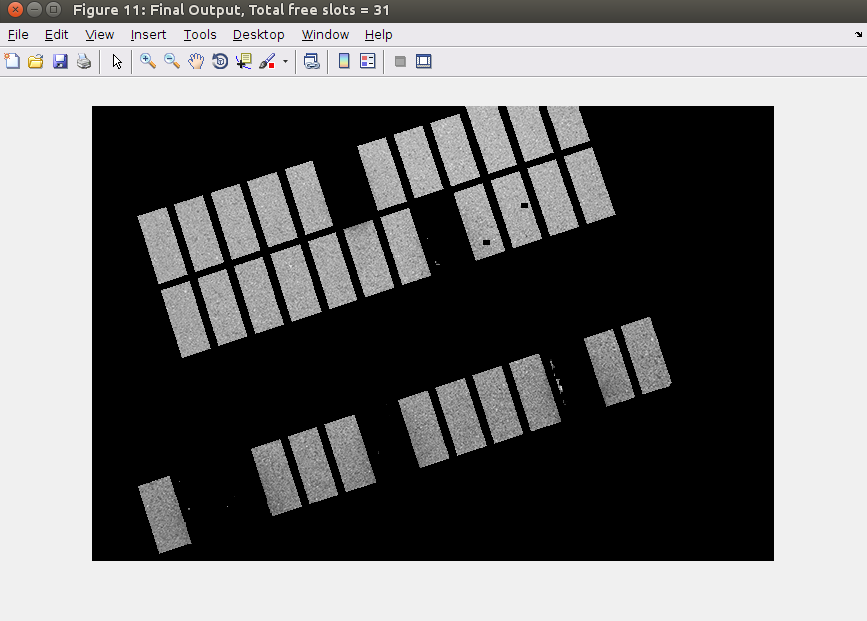 Figure 11: Final Output, Total free slots = 31
File Edit View Insert Tools Desktop Window Help